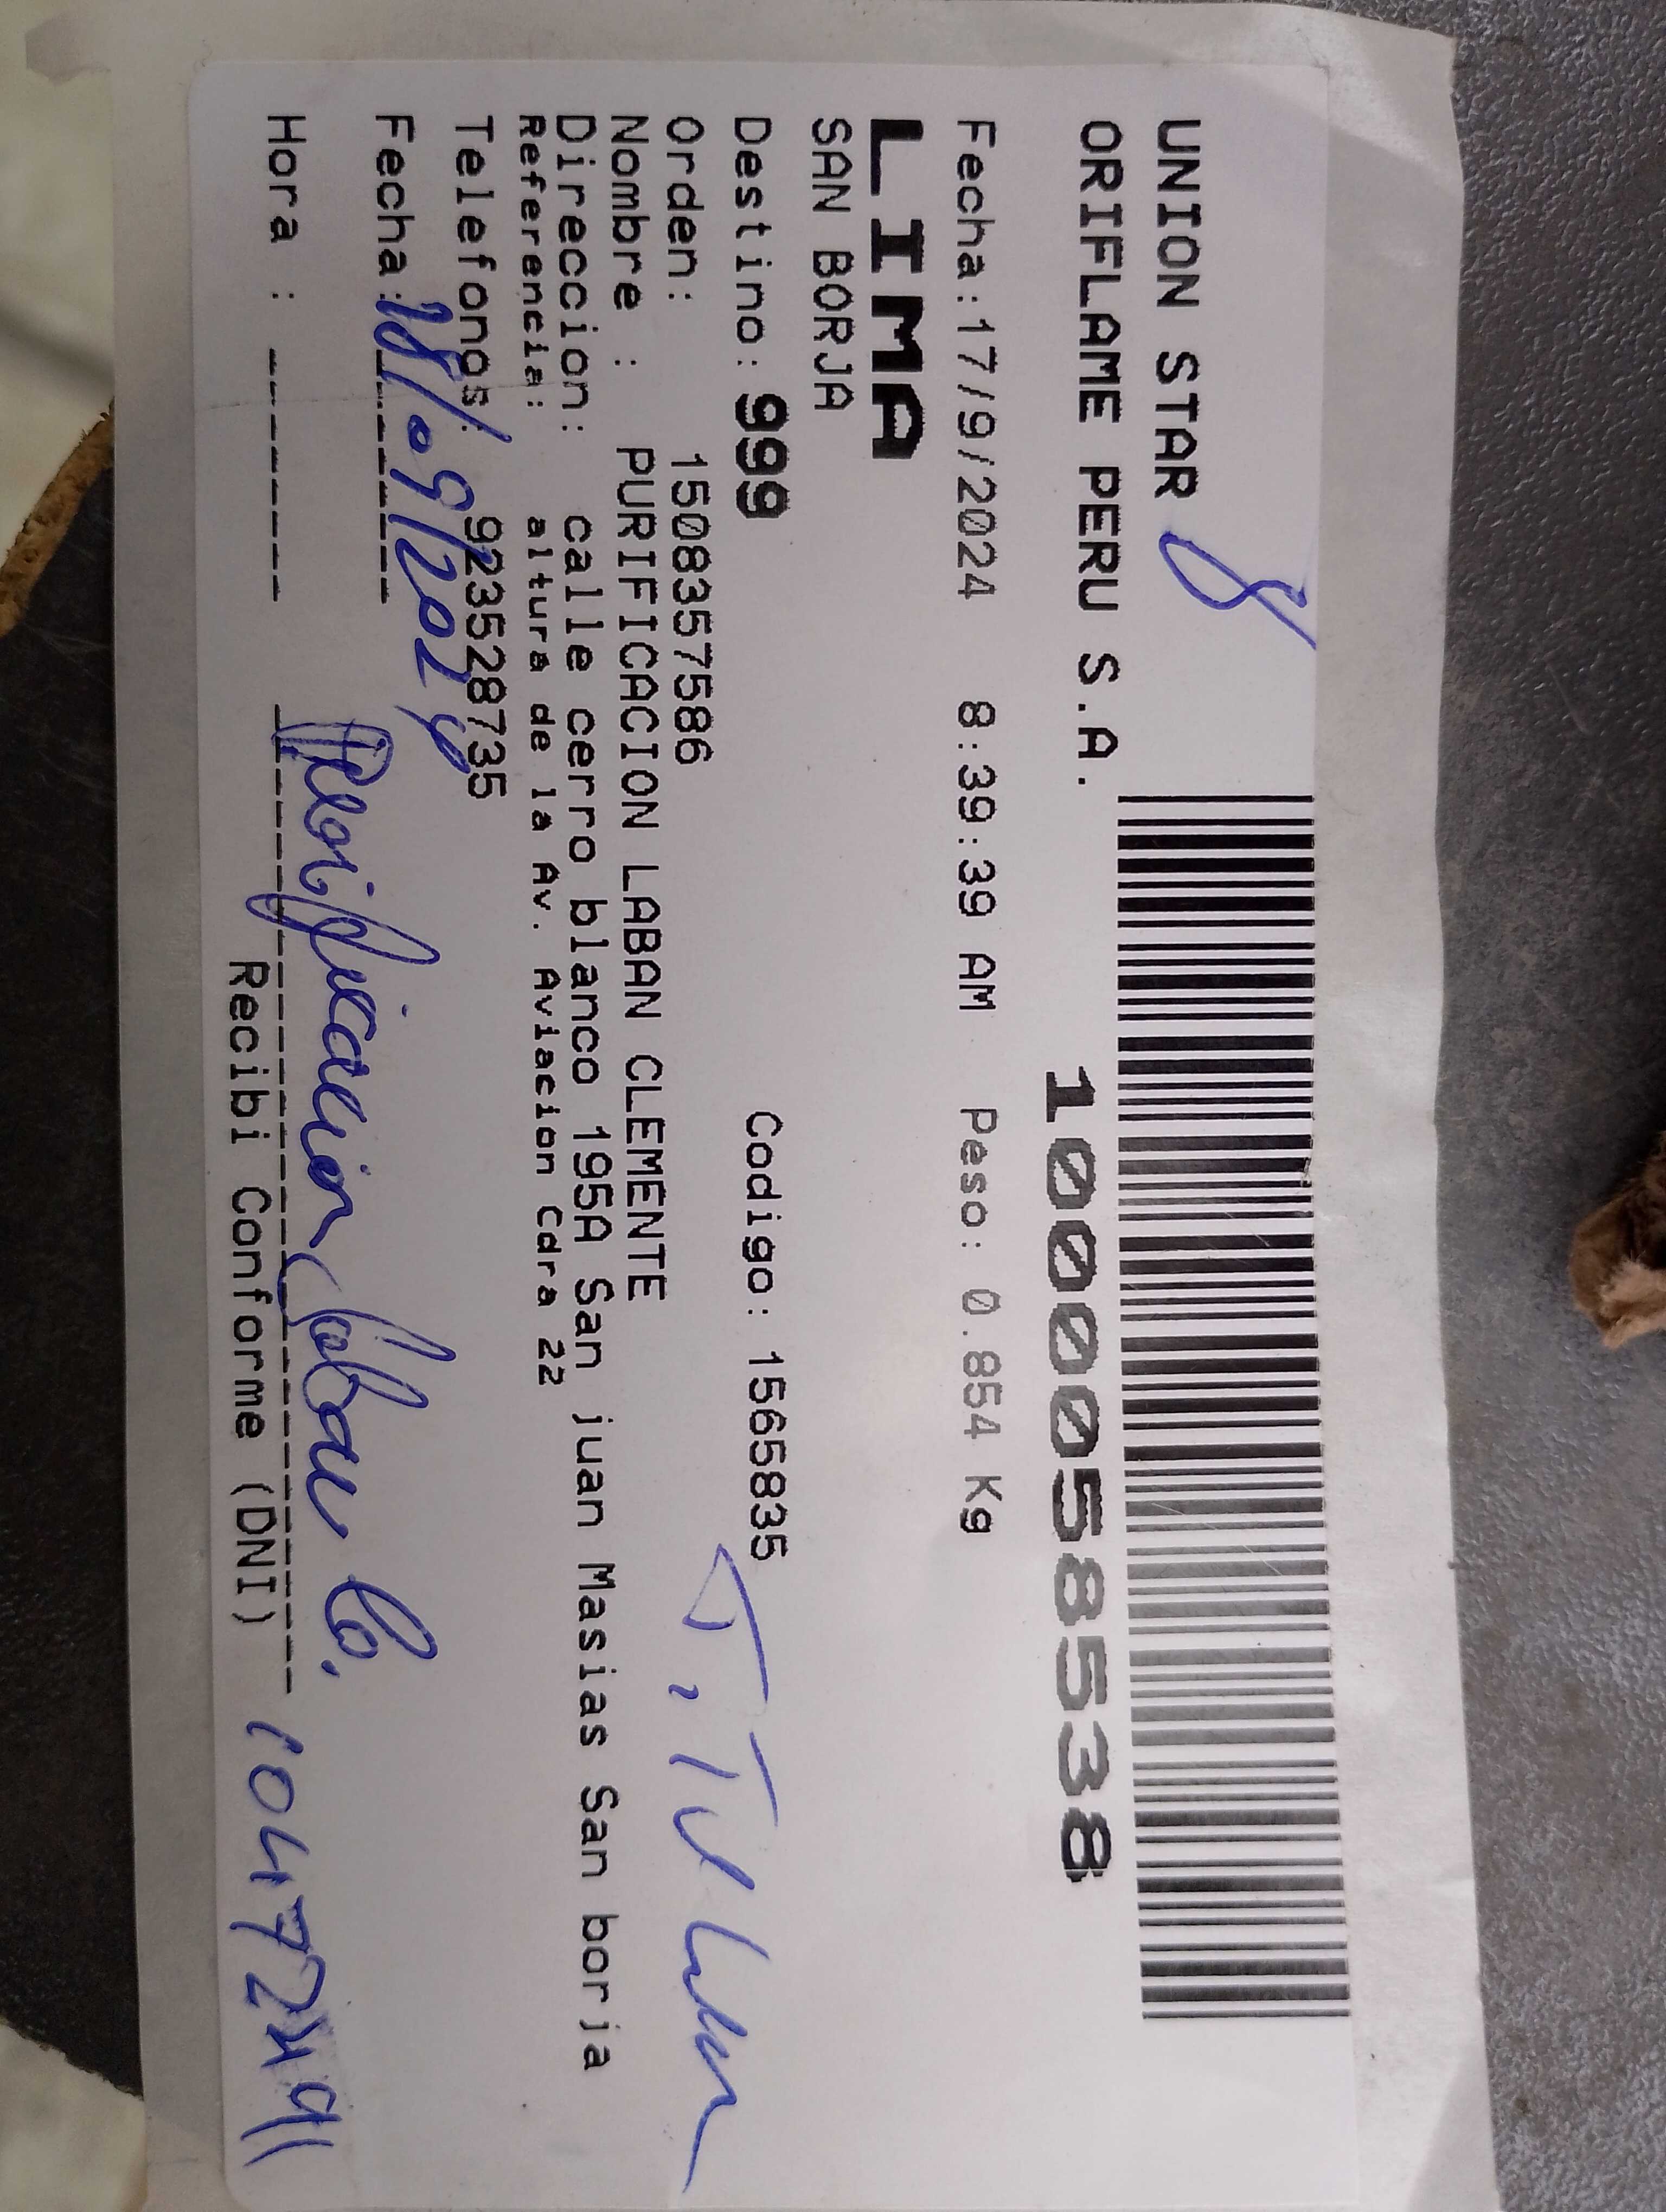 UNION STAR
ORIFLAME PERU S.A.
1000058538
Fecha:17/9/2024 8:39:39 AM Peso: 0.854 Kg
LIMA
SAN BORJA
Destino: 999 Codigo: 1565835
Orden: 1508357586
Nombre : PURIFICACION LABAN CLEMENTE
Direccion: calle cerro blanco 195A San juan Masias San borja
Referencia: altura de la Av. Aviacion Cdra 22
Telefonos: 923528735
Fecha: 18/09/2024
Purificacion Laban
Hora :
Recibi Conforme (DNI)